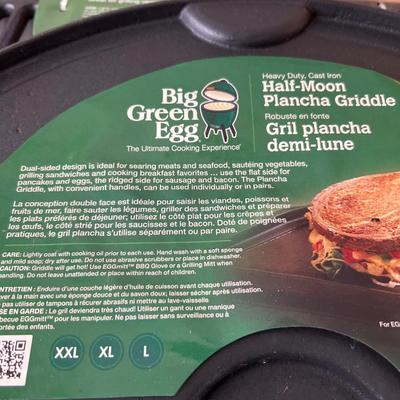 Big
Green
Egg
The Ultimate Cooking Experience®
Heavy Duty, Cast Iron
Half-Moon
Plancha Griddle
Robuste en fonte
Gril plancha
demi-lune
Dual-sided design is ideal for searing meats and seafood, sautéing vegetables,
grilling sandwiches and cooking breakfast favorites ... use the flat side for
pancakes and eggs, the ridged side for sausage and bacon. The Plancha
Griddle, with convenient handles, can be used individually or in pairs.
La conception double face est idéale pour saisir les viandes, poissons et
fruits de mer, faire sauter les légumes, griller des sandwiches et préparer
les plats préférés de déjeuner; utilisez le côté plat pour les crêpes et
les œufs, le côté strié pour les saucisses et le bacon. Doté de poignées
pratiques, le gril plancha s'utilise séparément ou par paire.
CARE: Lightly coat with cooking oil prior to each use. Hand wash with a soft sponge
and mild soap; dry after use. Do not use abrasive scrubbers or place in dishwasher.
CAUTION: Griddle will get hot! Use EGGmitt™ BBQ Glove or a Grilling Mitt when
handling. Do not leave unattended or place within reach of children.
ENTRETIEN : Enduire d'une couche légère d'huile de cuisson avant chaque utilisation.
laver à la main avec une éponge douce et du savon doux; laisser sécher après utilisation.
ne pas utiliser de tampons à récurer abrasifs ni mettre au lave-vaisselle.
MISE EN GARDE : Le gril deviendra très chaud! Utiliser un gant ou une manique
barbecue EGGmitt™ pour les manipuler. Ne pas laisser sans surveillance ou à
portée des enfants.
XXL XL L
For EG